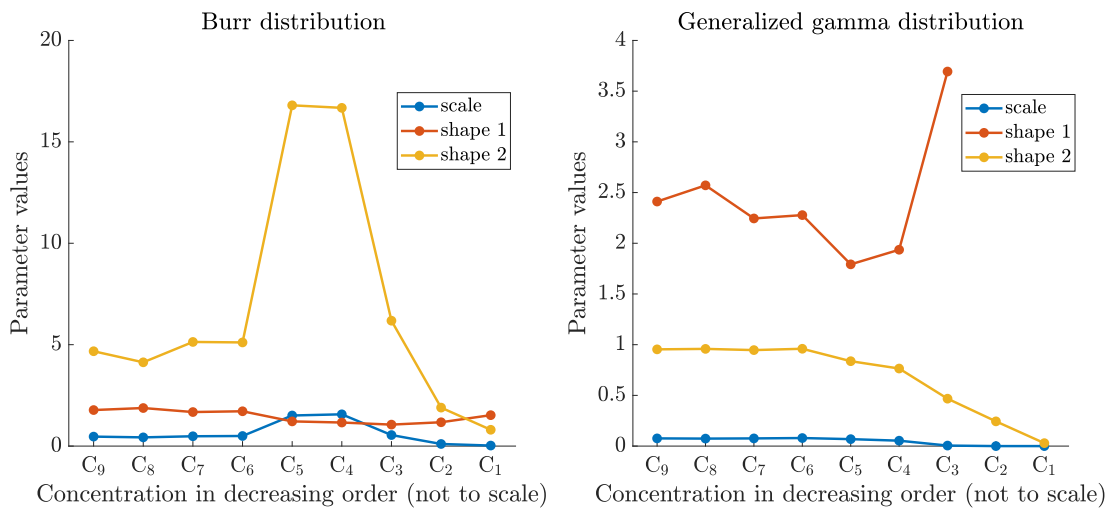 Burr distribution
20
15
10
5
0
Parameter values
scale
shape 1
shape 2
C9 C8 C7 C6 C5 C4 C3 C2 C1
Concentration in decreasing order (not to scale)
Generalized gamma distribution
4
3.5
3
2.5
2
1.5
1
0.5
0
Parameter values
scale
shape 1
shape 2
C9 C8 C7 C6 C5 C4 C3 C2 C1
Concentration in decreasing order (not to scale)